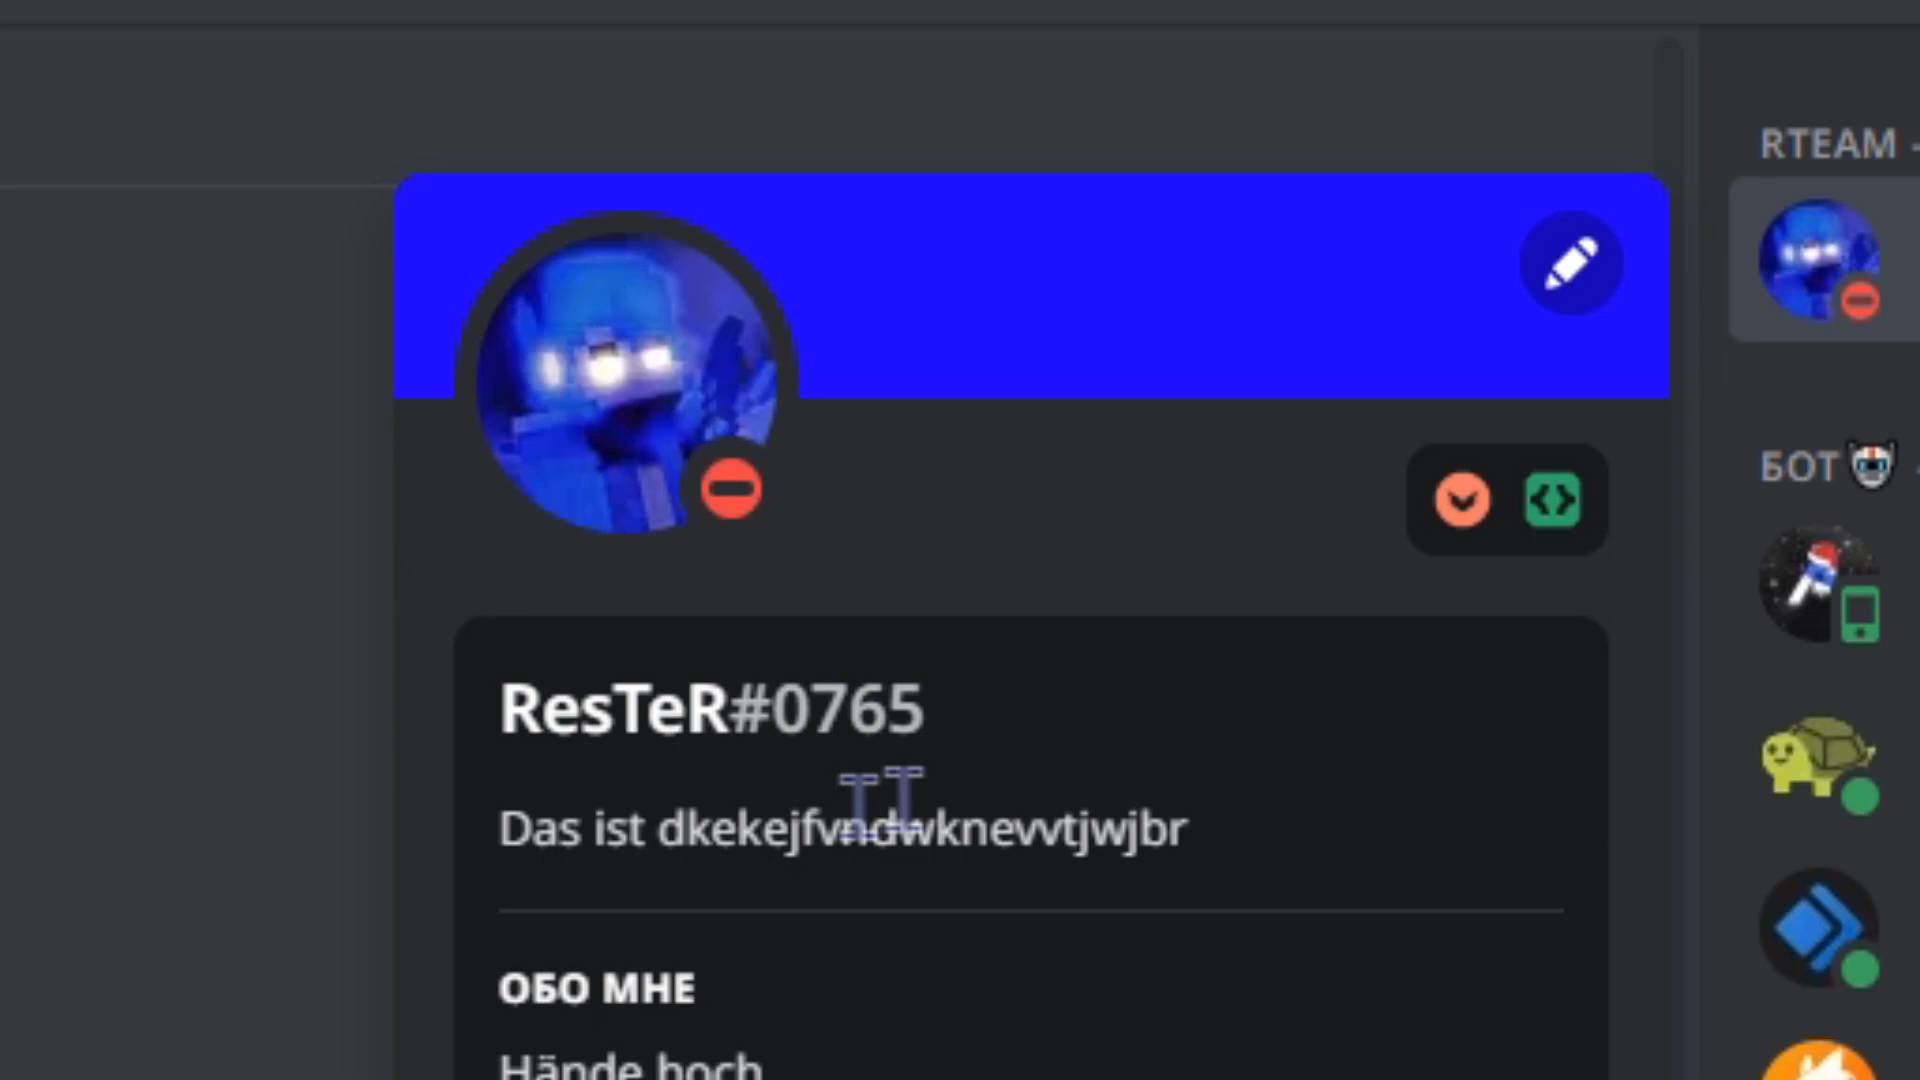 RTEAM -
БОТ
ResTeR#0765
Das ist dkekejfvndwknevvtjwjbr
ОБО МНЕ
Hände hoch